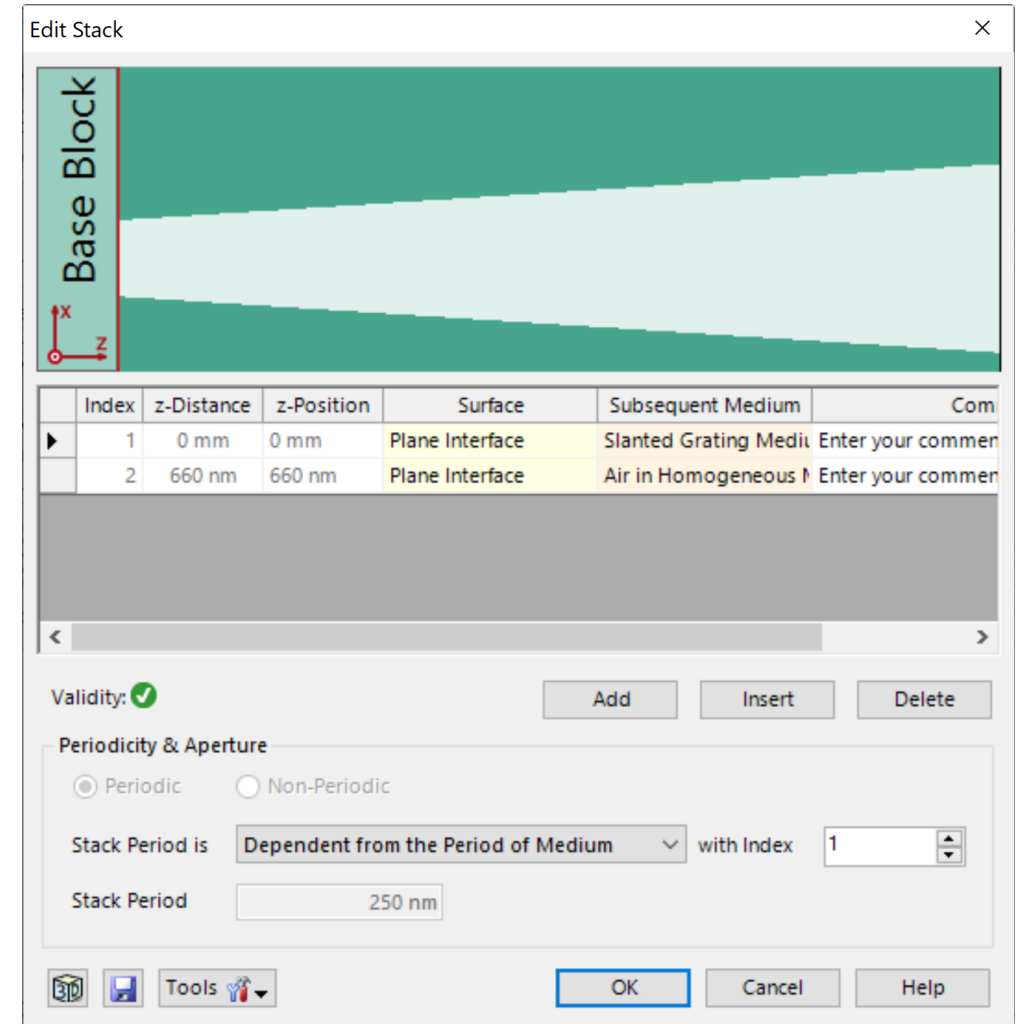 Edit Stack
Base Block
x
z
Index z-Distance z-Position Surface Subsequent Medium Com
1 0 mm 0 mm Plane Interface Slanted Grating Mediu Enter your commen
2 660 nm 660 nm Plane Interface Air in Homogeneous M Enter your commen
Validity:
Add Insert Delete
Periodicity & Aperture
Periodic Non-Periodic
Stack Period is Dependent from the Period of Medium with Index 1
Stack Period 250 nm
3D Tools OK Cancel Help